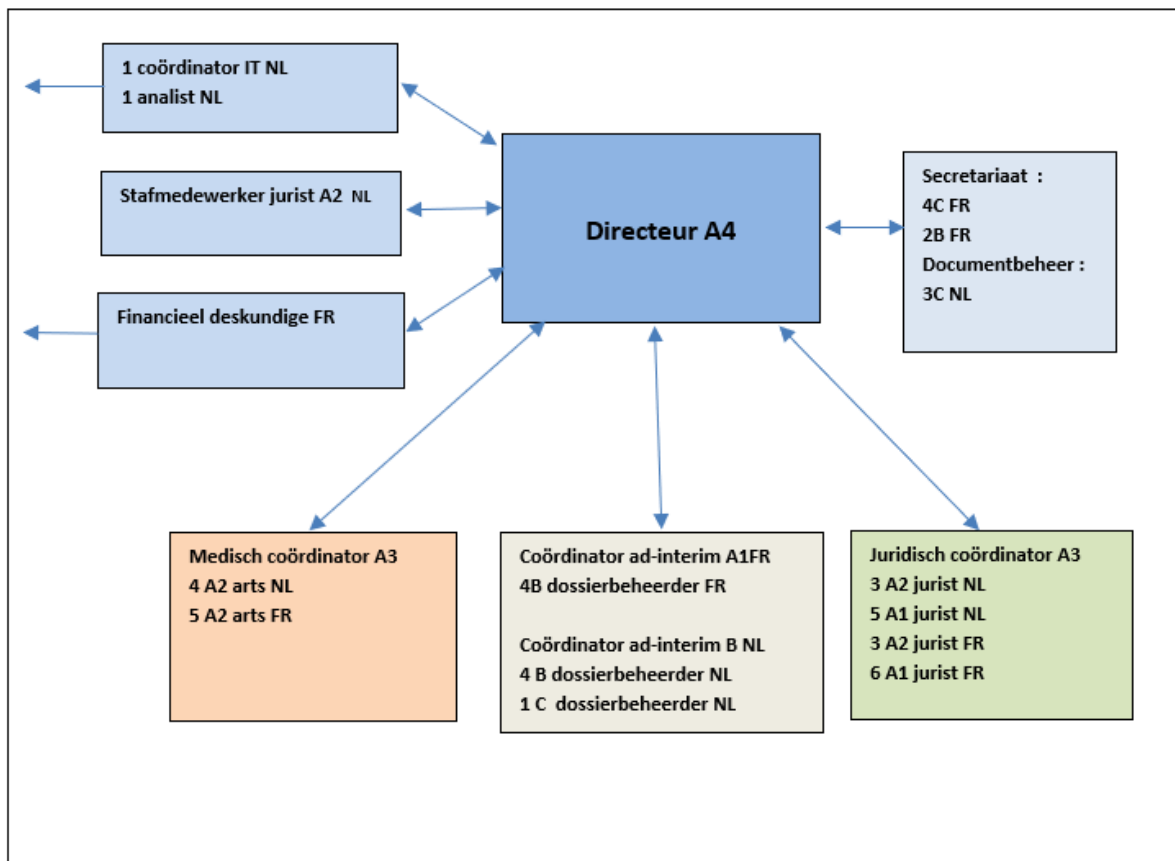 1 coördinator IT NL
1 analist NL
Stafmedewerker jurist A2 NL
Financieel deskundige FR
Directeur A4
Secretariaat :
4C FR
2B FR
Documentbeheer :
3C NL
Medisch coördinator A3
4 A2 arts NL
5 A2 arts FR
Coördinator ad-interim A1FR
4B dossierbeheerder FR
Coördinator ad-interim B NL
4 B dossierbeheerder NL
1 C dossierbeheerder NL
Juridisch coördinator A3
3 A2 jurist NL
5 A1 jurist NL
3 A2 jurist FR
6 A1 jurist FR